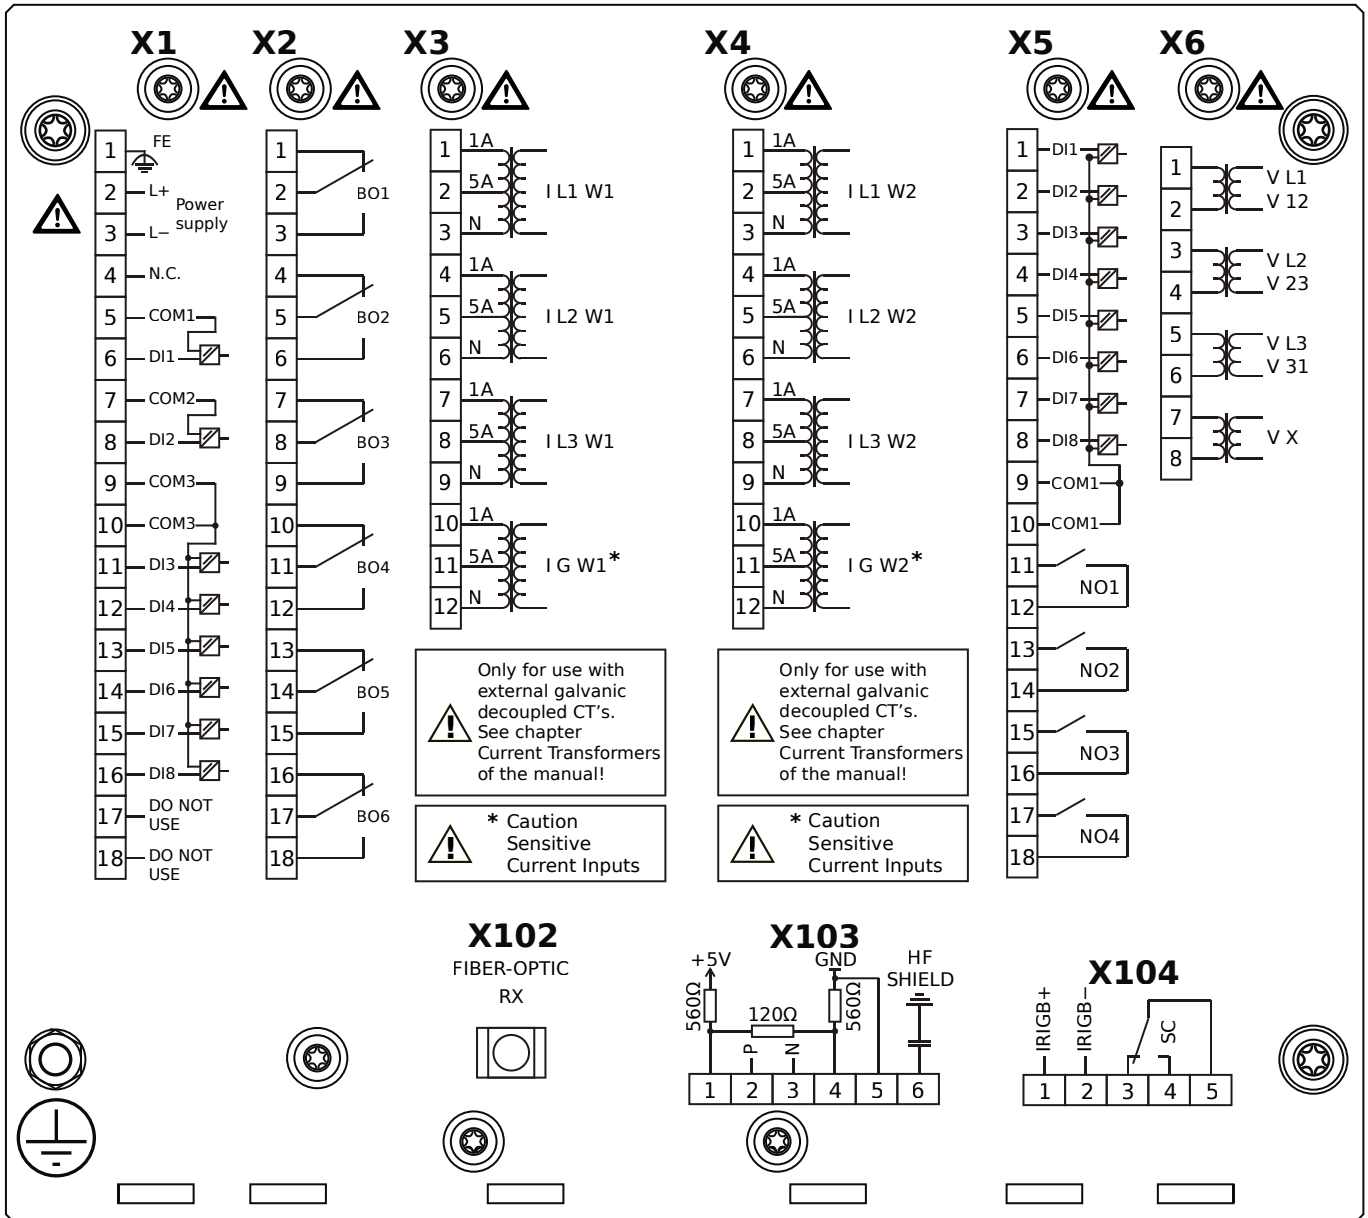 X1
X2
X3
X4
X5
X6
1 FE
2 L+
Power
supply
3 L−
4 N.C.
5 COM1
6 DI1
7 COM2
8 DI2
9 COM3
10 COM3
11 DI3
12 DI4
13 DI5
14 DI6
15 DI7
16 DI8
17 DO NOT
USE
18 DO NOT
USE
1
2 BO1
3
4
5 BO2
6
7
8 BO3
9
10
11 BO4
12
13
14 BO5
15
16
17 BO6
18
1 1A
2 5A I L1 W1
3 N
4 1A
5 5A I L2 W1
6 N
7 1A
8 5A I L3 W1
9 N
10 1A
11 5A I G W1*
12 N
Only for use with
external galvanic
decoupled CT's.
See chapter
Current Transformers
of the manual!
* Caution
Sensitive
Current Inputs
1 1A
2 5A I L1 W2
3 N
4 1A
5 5A I L2 W2
6 N
7 1A
8 5A I L3 W2
9 N
10 1A
11 5A I G W2*
12 N
Only for use with
external galvanic
decoupled CT's.
See chapter
Current Transformers
of the manual!
* Caution
Sensitive
Current Inputs
1 DI1
2 DI2
3 DI3
4 DI4
5 DI5
6 DI6
7 DI7
8 DI8
9 COM1
10 COM1
11
NO1
12
13
NO2
14
15
NO3
16
17
NO4
18
1 V L1
2 V 12
3 V L2
4 V 23
5 V L3
6 V 31
7
V X
8
X102
FIBER-OPTIC
RX
X103
+5V GND HF
SHIELD
560Ω 120Ω 560Ω
P N
1 2 3 4 5 6
X104
IRIGB+ IRIGB− SC
1 2 3 4 5